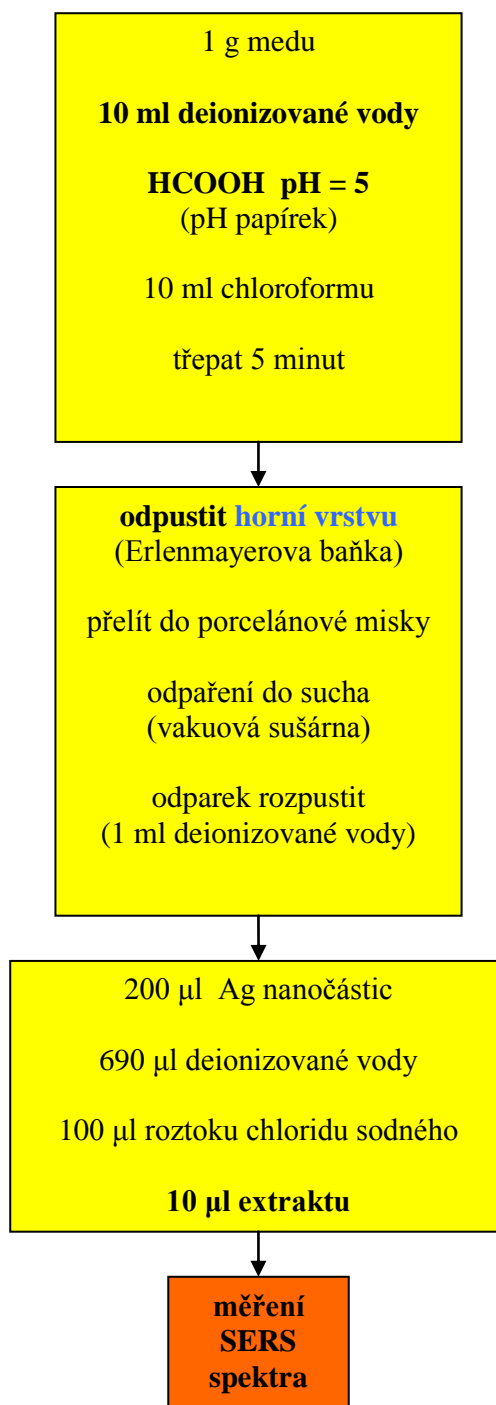 1 g medu
10 ml deionizované vody
HCOOH pH = 5
(pH papírek)
10 ml chloroformu
třepat 5 minut
odpustit horní vrstvu
(Erlenmayerova baňka)
přelít do porcelánové misky
odpaření do sucha
(vakuová sušárna)
odparek rozpustit
(1 ml deionizované vody)
200 μl Ag nanočástic
690 μl deionizované vody
100 μl roztoku chloridu sodného
10 μl extraktu
měření
SERS
spektra